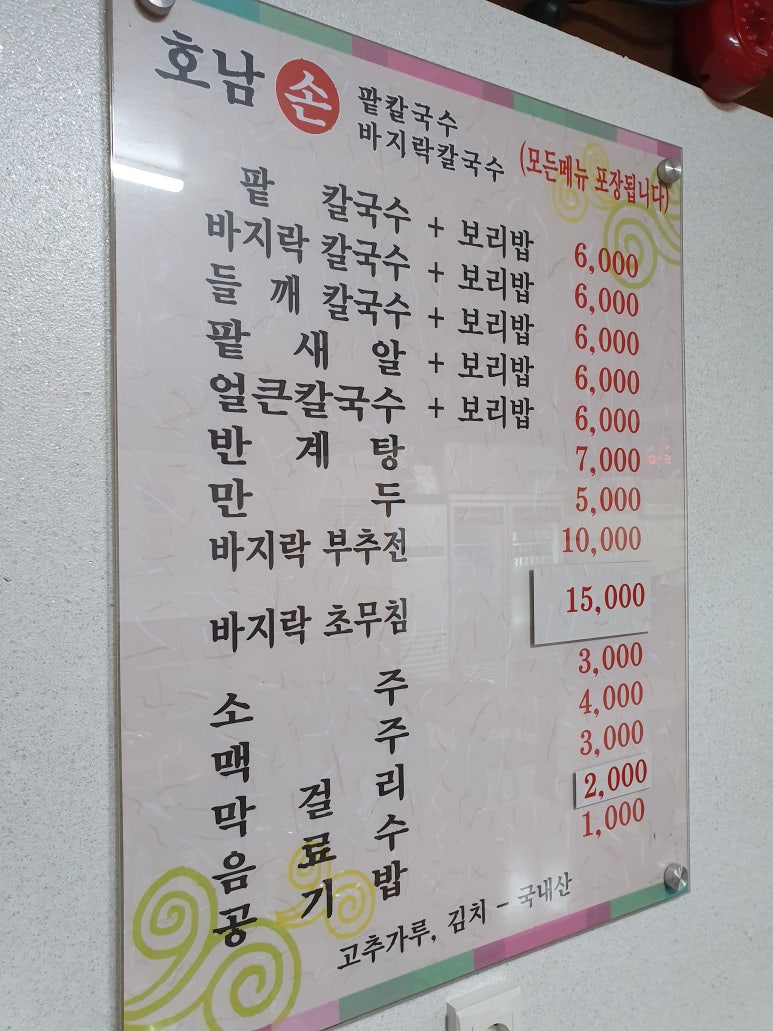 호남 손 팥칼국수
바지락칼국수 (모든메뉴 포장됩니다)
팥 칼국수 + 보리밥 6,000
바지락 칼국수 + 보리밥 6,000
들깨 칼국수 + 보리밥 6,000
팥 새 알 + 보리밥 6,000
얼큰칼국수 + 보리밥 6,000
반 계 탕 7,000
만 두 5,000
바지락 부추전 10,000
바지락 초무침 15,000
소 주 3,000
맥 주 4,000
막 걸 리 3,000
음 료 수 2,000
공 기 밥 1,000
고추가루, 김치 - 국내산